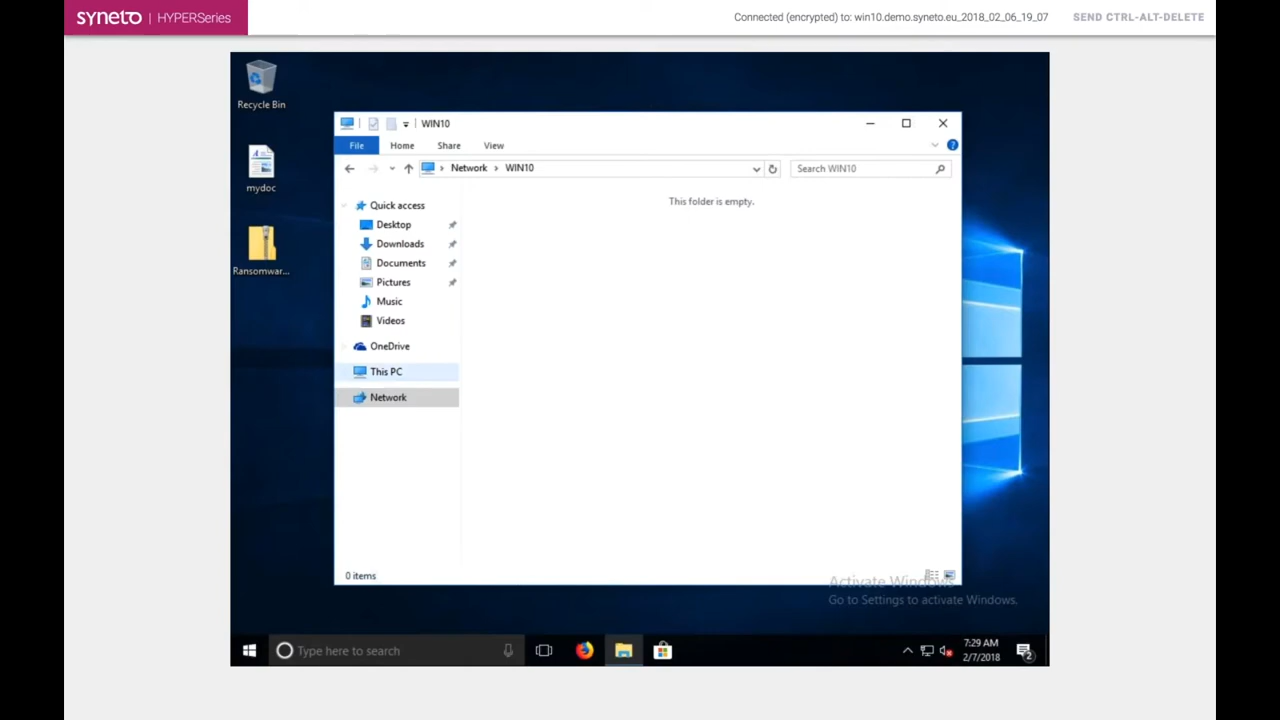 syneto | HYPERSeries
Connected (encrypted) to: win10.demo.syneto.eu_2018_02_06_19_07
SEND CTRL-ALT-DELETE
Recycle Bin
mydoc
Ransomwar...
WIN10
File Home Share View
Network > WIN10
Search WIN10
This folder is empty.
Quick access
Desktop
Downloads
Documents
Pictures
Music
Videos
OneDrive
This PC
Network
0 items
Activate Windows
Go to Settings to activate Windows.
Type here to search
7:29 AM
2/7/2018
2